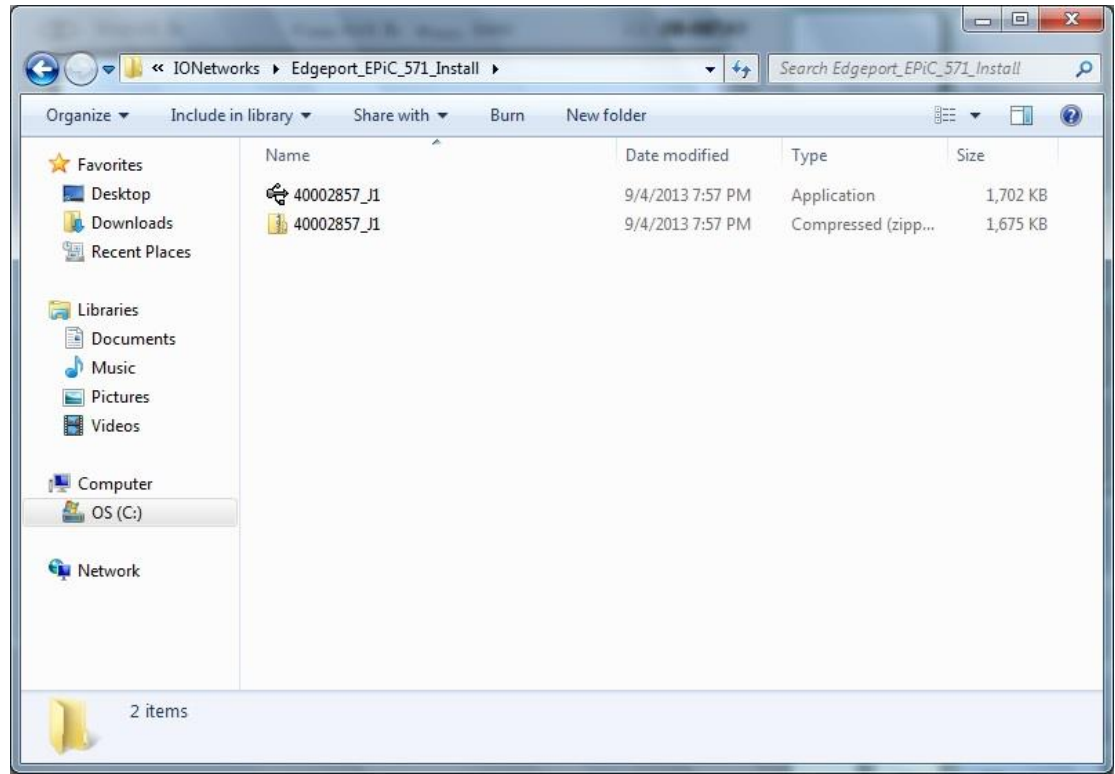 « IONetworks ▸ Edgeport_EPiC_571_Install ▸ Search Edgeport_EPiC_571_Install
Organize Include in library Share with Burn New folder
Favorites
Desktop
Downloads
Recent Places
Libraries
Documents
Music
Pictures
Videos
Computer
OS (C:)
Network
Name Date modified Type Size
40002857_J1 9/4/2013 7:57 PM Application 1,702 KB
40002857_J1 9/4/2013 7:57 PM Compressed (zipp... 1,675 KB
2 items